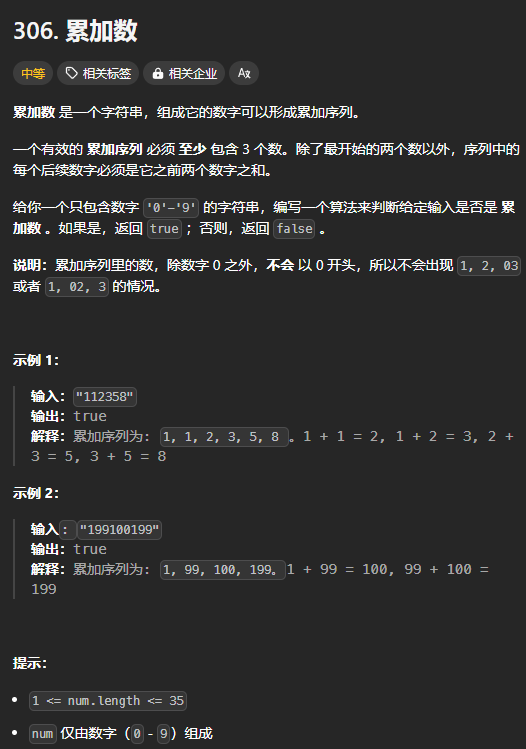 306. 累加数
中等 相关标签 相关企业
累加数 是一个字符串，组成它的数字可以形成累加序列。
一个有效的 累加序列 必须 至少 包含 3 个数。除了最开始的两个数以外，序列中的
每个后续数字必须是它之前两个数字之和。
给你一个只包含数字 '0'-'9' 的字符串，编写一个算法来判断给定输入是否是 累
加数 。如果是，返回 true ；否则，返回 false 。
说明：累加序列里的数，除数字 0 之外，不会 以 0 开头，所以不会出现 1, 2, 03
或者 1, 02, 3 的情况。
示例 1：
输入："112358"
输出：true
解释：累加序列为: 1, 1, 2, 3, 5, 8 。1 + 1 = 2, 1 + 2 = 3, 2 +
3 = 5, 3 + 5 = 8
示例 2：
输入："199100199"
输出：true
解释：累加序列为: 1, 99, 100, 199。1 + 99 = 100, 99 + 100 =
199
提示：
1 <= num.length <= 35
num 仅由数字（0 - 9）组成